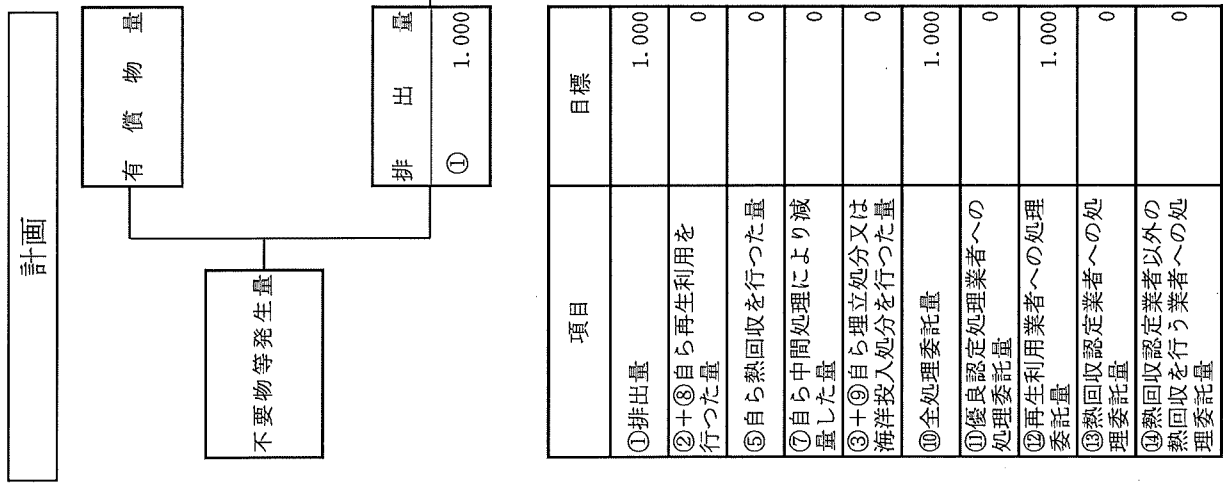 計画
有償物量
不要物等発生量
排出量
① 1.000
項目 目標
①排出量 1.000
②＋⑧自ら再生利用を
行つた量 0
⑤自ら熱回収を行つた量 0
⑦自ら中間処理により減
量した量 0
③＋⑨自ら埋立処分又は
海洋投入処分を行つた量 0
⑩全処理委託量 1.000
⑪優良認定処理業者への
処理委託量 0
⑫再生利用業者への処理
委託量 1.000
⑬熱回収認定業者への処
理委託量 0
⑭熱回収認定業者以外の
熱回収を行う業者への処
理委託量 0